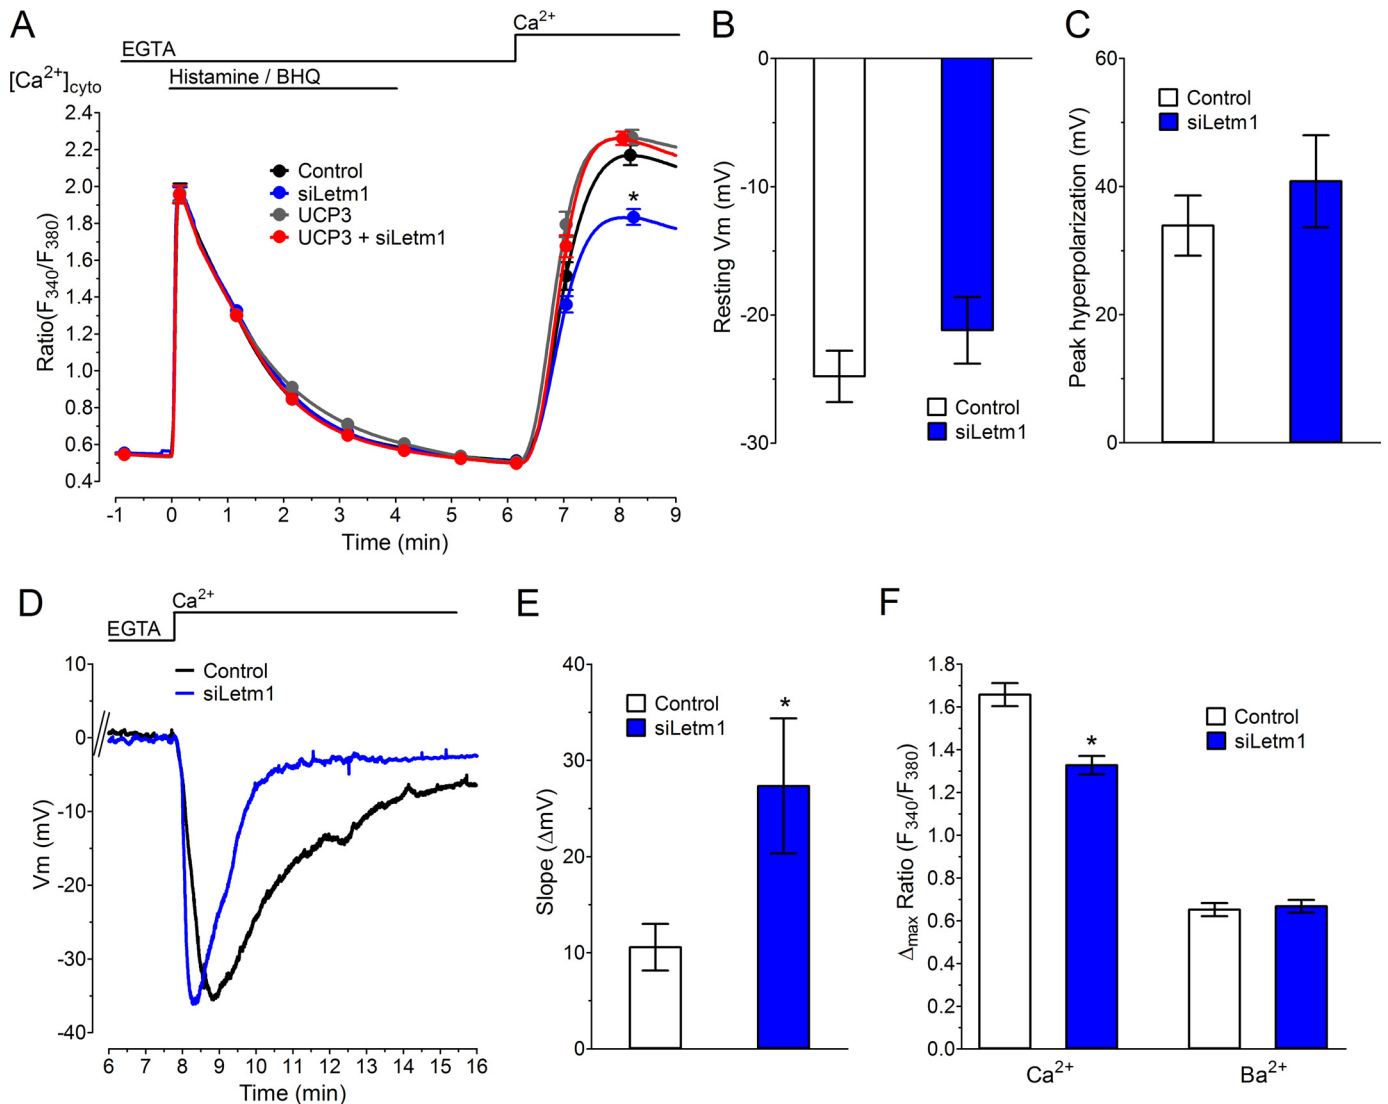 A
EGTA
Ca²⁺
Histamine / BHQ
[Ca²⁺]cyto
Ratio(F340/F380)
2.4
2.2
2.0
1.8
1.6
1.4
1.2
1.0
0.8
0.6
0.4
Control
siLetm1
UCP3
UCP3 + siLetm1
*
-1 0 1 2 3 4 5 6 7 8 9
Time (min)
B
Resting Vm (mV)
0
-10
-20
-30
Control
siLetm1
C
Peak hyperpolarization (mV)
60
40
20
0
Control
siLetm1
D
EGTA
Ca²⁺
Control
siLetm1
Vm (mV)
10
0
-10
-20
-30
-40
6 7 8 9 10 11 12 13 14 15 16
Time (min)
E
Slope (ΔmV)
40
30
20
10
0
Control
siLetm1
*
F
Δmax Ratio (F340/F380)
1.8
1.6
1.4
1.2
1.0
0.8
0.6
0.4
0.2
0.0
*
Control
siLetm1
Ca²⁺ Ba²⁺